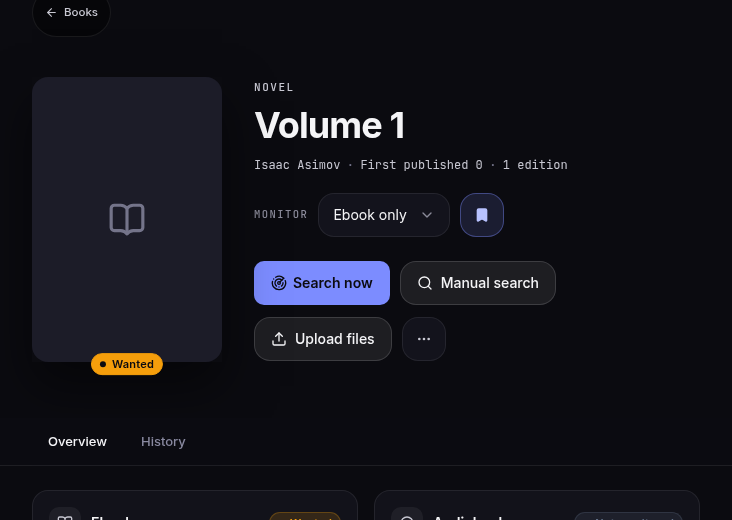 Books
NOVEL
Volume 1
Isaac Asimov · First published 0 · 1 edition
MONITOR
Ebook only
Search now
Manual search
Upload files
Wanted
Overview
History